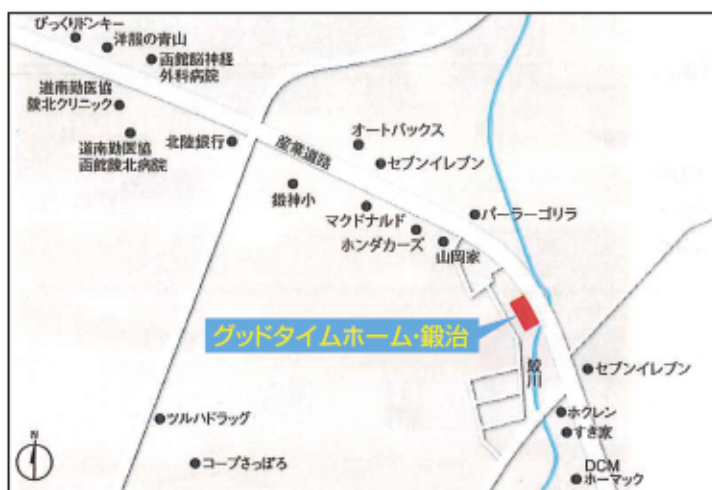 びっくりドンキー
洋服の青山
函館脳神経
外科病院
道南勤医協
陵北クリニック
道南勤医協
函館陵北病院
北陸銀行
産業道路
オートバックス
セブンイレブン
鍛神小
マクドナルド
ホンダカーズ
山岡家
パーラーゴリラ
グッドタイムホーム・鍛治
鮫川
セブンイレブン
ホクレン
すき家
DCM
ホーマック
ツルハドラッグ
コープさっぽろ
N